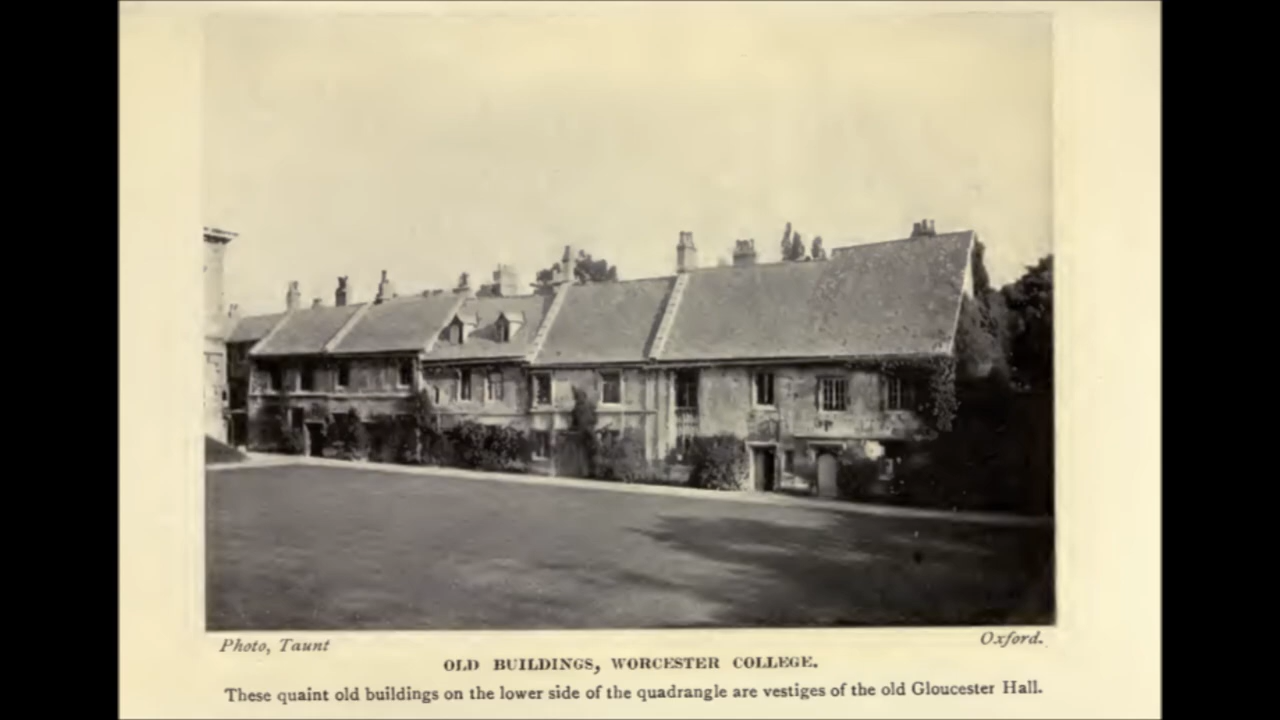 Photo, Taunt Oxford.
OLD BUILDINGS, WORCESTER COLLEGE.
These quaint old buildings on the lower side of the quadrangle are vestiges of the old Gloucester Hall.